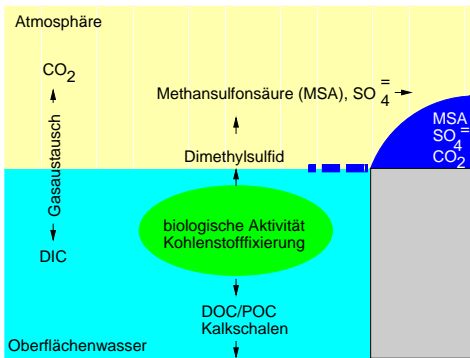 Atmosphäre
CO2
Methansulfonsäure (MSA), SO4=
MSA
SO4=
CO2
Gasaustausch
Dimethylsulfid
biologische Aktivität
Kohlenstofffixierung
DIC
DOC/POC
Kalkschalen
Oberflächenwasser